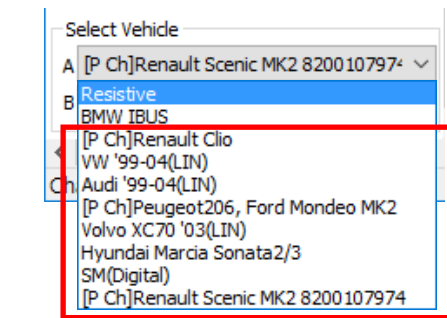 Select Vehicle
A [P Ch]Renault Scenic MK2 8200107974
B
Resistive
BMW IBUS
[P Ch]Renault Clio
VW '99-04(LIN)
Audi '99-04(LIN)
Ch
[P Ch]Peugeot206, Ford Mondeo MK2
Volvo XC70 '03(LIN)
Hyundai Marcia Sonata2/3
SM(Digital)
[P Ch]Renault Scenic MK2 8200107974